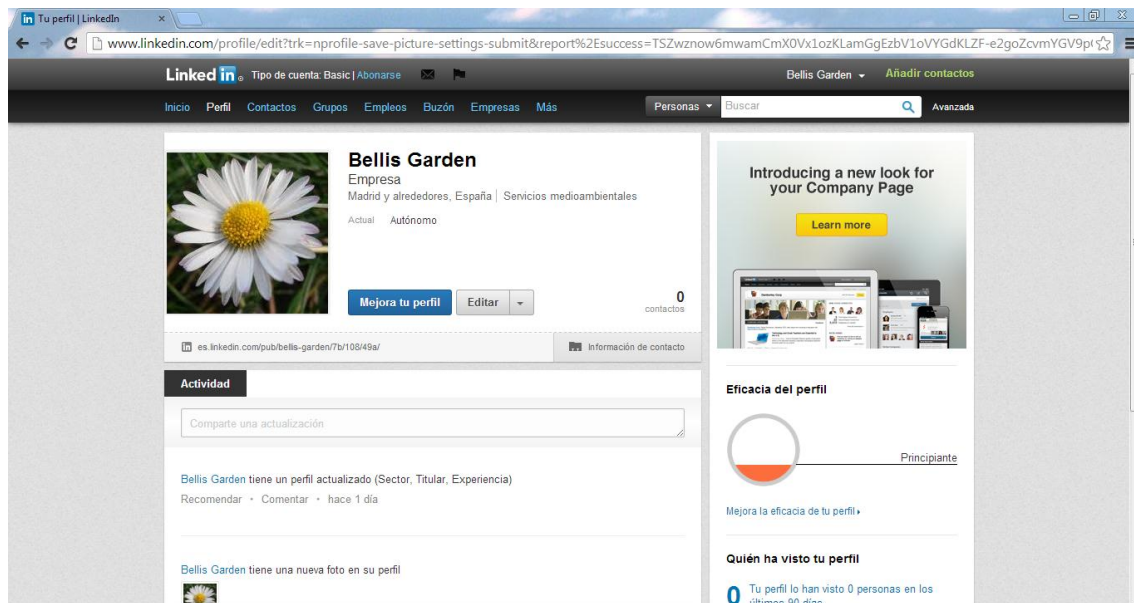 Tu perfil | LinkedIn
www.linkedin.com/profile/edit?trk=nprofile-save-picture-settings-submit&report%2Esuccess=TSZwznow6mwamCmX0Vx1ozKLamGgEzbV1oVYGdKLZF-e2goZcvmYGV9p
Linked in® Tipo de cuenta: Basic | Abonarse
Bellis Garden Añadir contactos
Inicio Perfil Contactos Grupos Empleos Buzón Empresas Más Personas Buscar Avanzada
Bellis Garden
Empresa
Madrid y alrededores, España | Servicios medioambientales
Actual Autónomo
Mejora tu perfil Editar
0
contactos
es.linkedin.com/pub/bellis-garden/7b/108/49a/ Información de contacto
Actividad
Comparte una actualización
Bellis Garden tiene un perfil actualizado (Sector, Titular, Experiencia)
Recomendar • Comentar • hace 1 día
Bellis Garden tiene una nueva foto en su perfil
Introducing a new look for
your Company Page
Learn more
Eficacia del perfil
Principiante
Mejora la eficacia de tu perfil
Quién ha visto tu perfil
0 Tu perfil lo han visto 0 personas en los
últimos 90 días